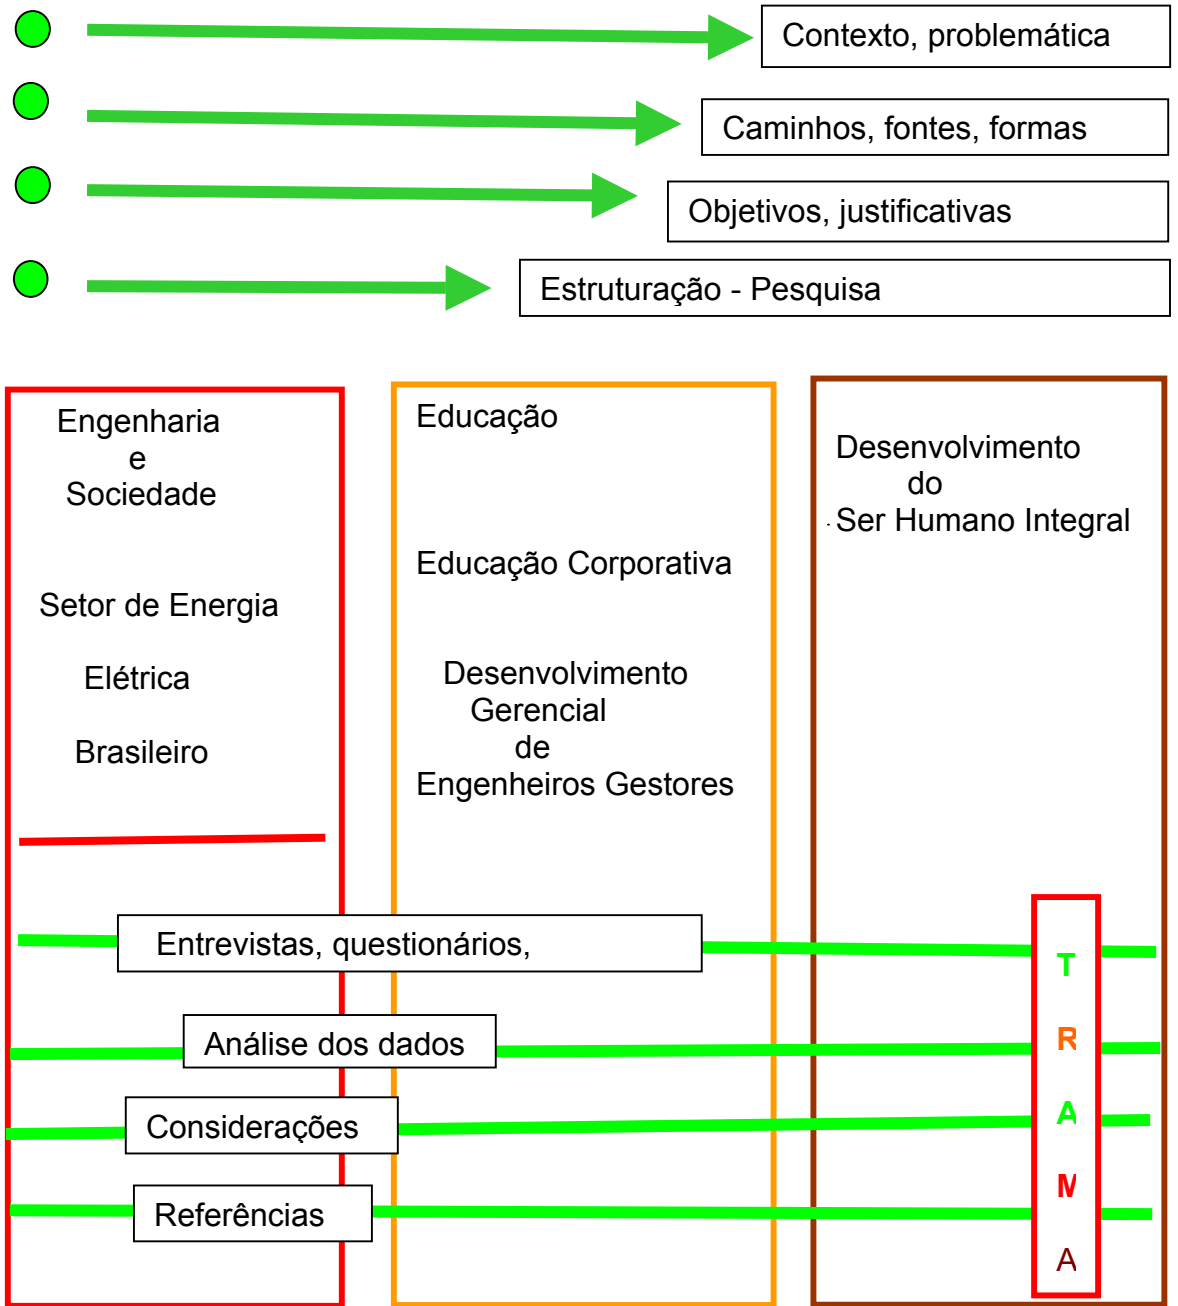 Contexto, problemática
Caminhos, fontes, formas
Objetivos, justificativas
Estruturação - Pesquisa
Engenharia
e
Sociedade
Setor de Energia
Elétrica
Brasileiro
Educação
Educação Corporativa
Desenvolvimento
Gerencial
de
Engenheiros Gestores
Desenvolvimento
do
Ser Humano Integral
Entrevistas, questionários,
Análise dos dados
Considerações
Referências
T
R
A
M
A